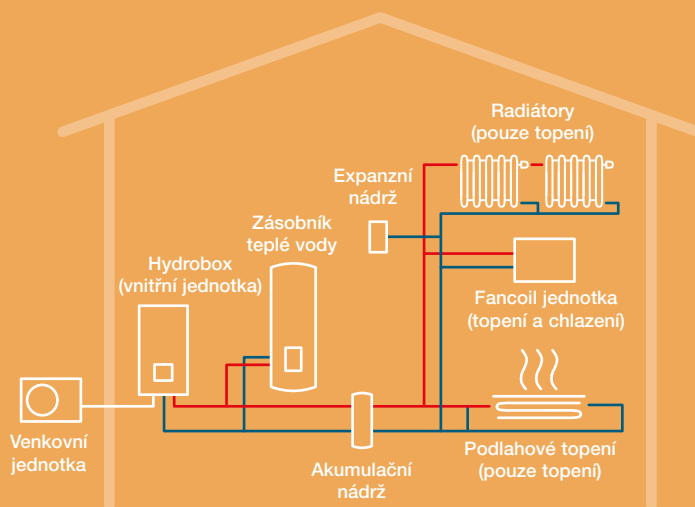 Radiátory
(pouze topení)
Expanzní
nádrž
Zásobník
teplé vody
Hydrobox
(vnitřní jednotka)
Fancoil jednotka
(topení a chlazení)
Venkovní
jednotka
Podlahové topení
(pouze topení)
Akumulační
nádrž